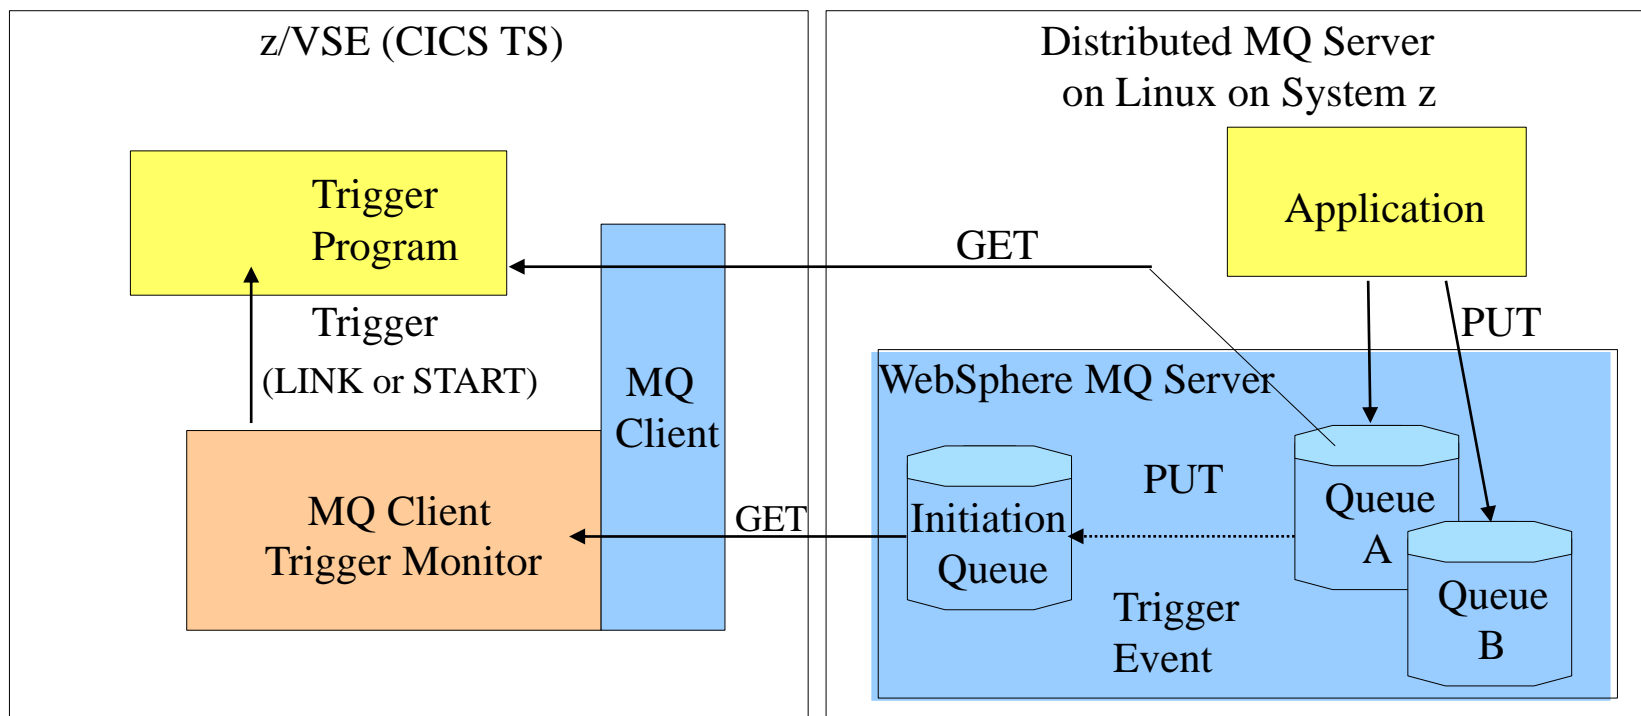 z/VSE (CICS TS)
Trigger
Program
Trigger
(LINK or START)
MQ
Client
MQ Client
Trigger Monitor
Distributed MQ Server
on Linux on System z
Application
GET
PUT
WebSphere MQ Server
GET
Initiation
Queue
PUT
Trigger
Event
Queue
A
Queue
B